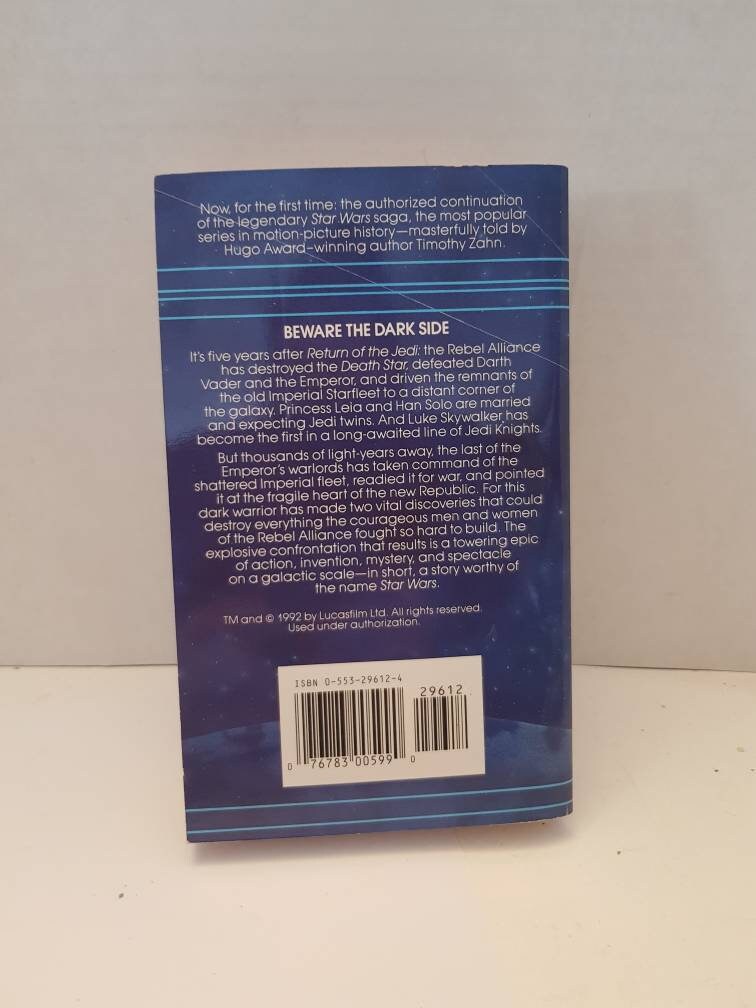 Now, for the first time: the authorized continuation
of the legendary Star Wars saga, the most popular
series in motion-picture history—masterfully told by
Hugo Award-winning author Timothy Zahn.
BEWARE THE DARK SIDE
It's five years after Return of the Jedi: the Rebel Alliance
has destroyed the Death Star, defeated Darth
Vader and the Emperor, and driven the remnants of
the old Imperial Starfleet to a distant corner of
the galaxy. Princess Leia and Han Solo are married
and expecting Jedi twins. And Luke Skywalker has
become the first in a long-awaited line of Jedi Knights.
But thousands of light-years away, the last of the
Emperor's warlords has taken command of the
shattered Imperial fleet, readied it for war, and pointed
it at the fragile heart of the new Republic. For this
dark warrior has made two vital discoveries that could
destroy everything the courageous men and women
of the Rebel Alliance fought so hard to build. The
explosive confrontation that results is a towering epic
of action, invention, mystery, and spectacle
on a galactic scale—in short, a story worthy of
the name Star Wars.
TM and © 1992 by Lucasfilm Ltd. All rights reserved.
Used under authorization.
ISBN 0-553-29612-4
29612
0 76783 00599 0